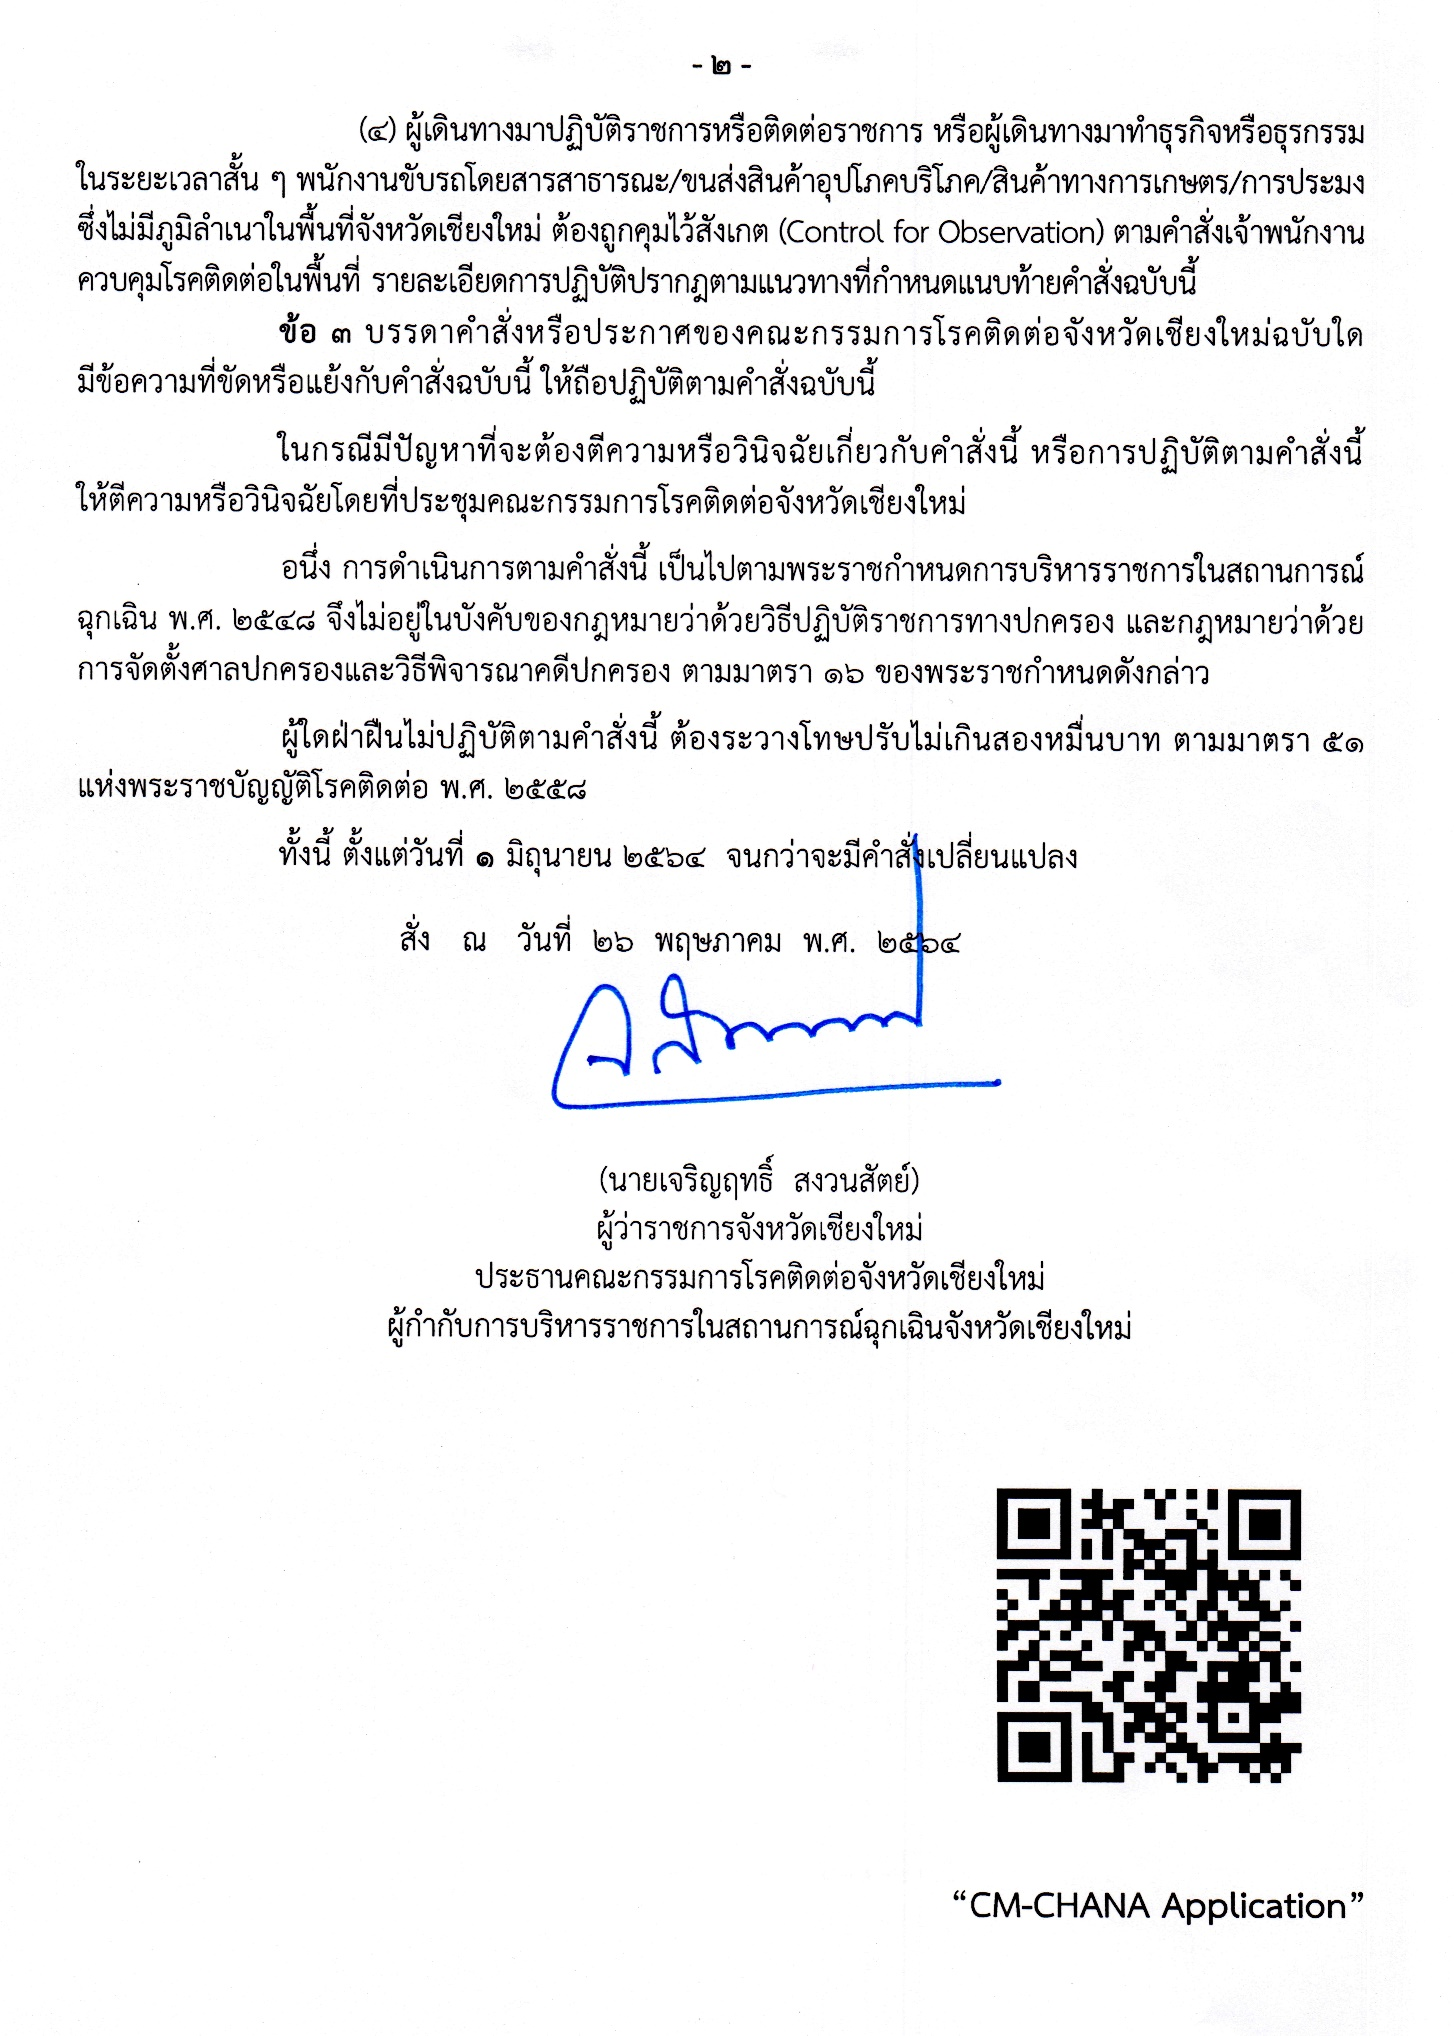 - ๒ -
(๔) ผู้เดินทางมาปฏิบัติราชการหรือติดต่อราชการ หรือผู้เดินทางมาทำธุรกิจหรือธุรกรรม
ในระยะเวลาสั้น ๆ พนักงานขับรถโดยสารสาธารณะ/ขนส่งสินค้าอุปโภคบริโภค/สินค้าทางการเกษตร/การประมง
ซึ่งไม่มีภูมิลำเนาในพื้นที่จังหวัดเชียงใหม่ ต้องถูกคุมไว้สังเกต (Control for Observation) ตามคำสั่งเจ้าพนักงาน
ควบคุมโรคติดต่อในพื้นที่ รายละเอียดการปฏิบัติปรากฏตามแนวทางที่กำหนดแนบท้ายคำสั่งฉบับนี้
ข้อ ๓ บรรดาคำสั่งหรือประกาศของคณะกรรมการโรคติดต่อจังหวัดเชียงใหม่ฉบับใด
มีข้อความที่ขัดหรือแย้งกับคำสั่งฉบับนี้ ให้ถือปฏิบัติตามคำสั่งฉบับนี้
ในกรณีมีปัญหาที่จะต้องตีความหรือวินิจฉัยเกี่ยวกับคำสั่งนี้ หรือการปฏิบัติตามคำสั่งนี้
ให้ตีความหรือวินิจฉัยโดยที่ประชุมคณะกรรมการโรคติดต่อจังหวัดเชียงใหม่
อนึ่ง การดำเนินการตามคำสั่งนี้ เป็นไปตามพระราชกำหนดการบริหารราชการในสถานการณ์
ฉุกเฉิน พ.ศ. ๒๕๔๘ จึงไม่อยู่ในบังคับของกฎหมายว่าด้วยวิธีปฏิบัติราชการทางปกครอง และกฎหมายว่าด้วย
การจัดตั้งศาลปกครองและวิธีพิจารณาคดีปกครอง ตามมาตรา ๑๖ ของพระราชกำหนดดังกล่าว
ผู้ใดฝ่าฝืนไม่ปฏิบัติตามคำสั่งนี้ ต้องระวางโทษปรับไม่เกินสองหมื่นบาท ตามมาตรา ๕๑
แห่งพระราชบัญญัติโรคติดต่อ พ.ศ. ๒๕๕๘
ทั้งนี้ ตั้งแต่วันที่ ๑ มิถุนายน ๒๕๖๔ จนกว่าจะมีคำสั่งเปลี่ยนแปลง
สั่ง ณ วันที่ ๒๖ พฤษภาคม พ.ศ. ๒๕๖๔
(นายเจริญฤทธิ์ สงวนสัตย์)
ผู้ว่าราชการจังหวัดเชียงใหม่
ประธานคณะกรรมการโรคติดต่อจังหวัดเชียงใหม่
ผู้กำกับการบริหารราชการในสถานการณ์ฉุกเฉินจังหวัดเชียงใหม่
“CM-CHANA Application”